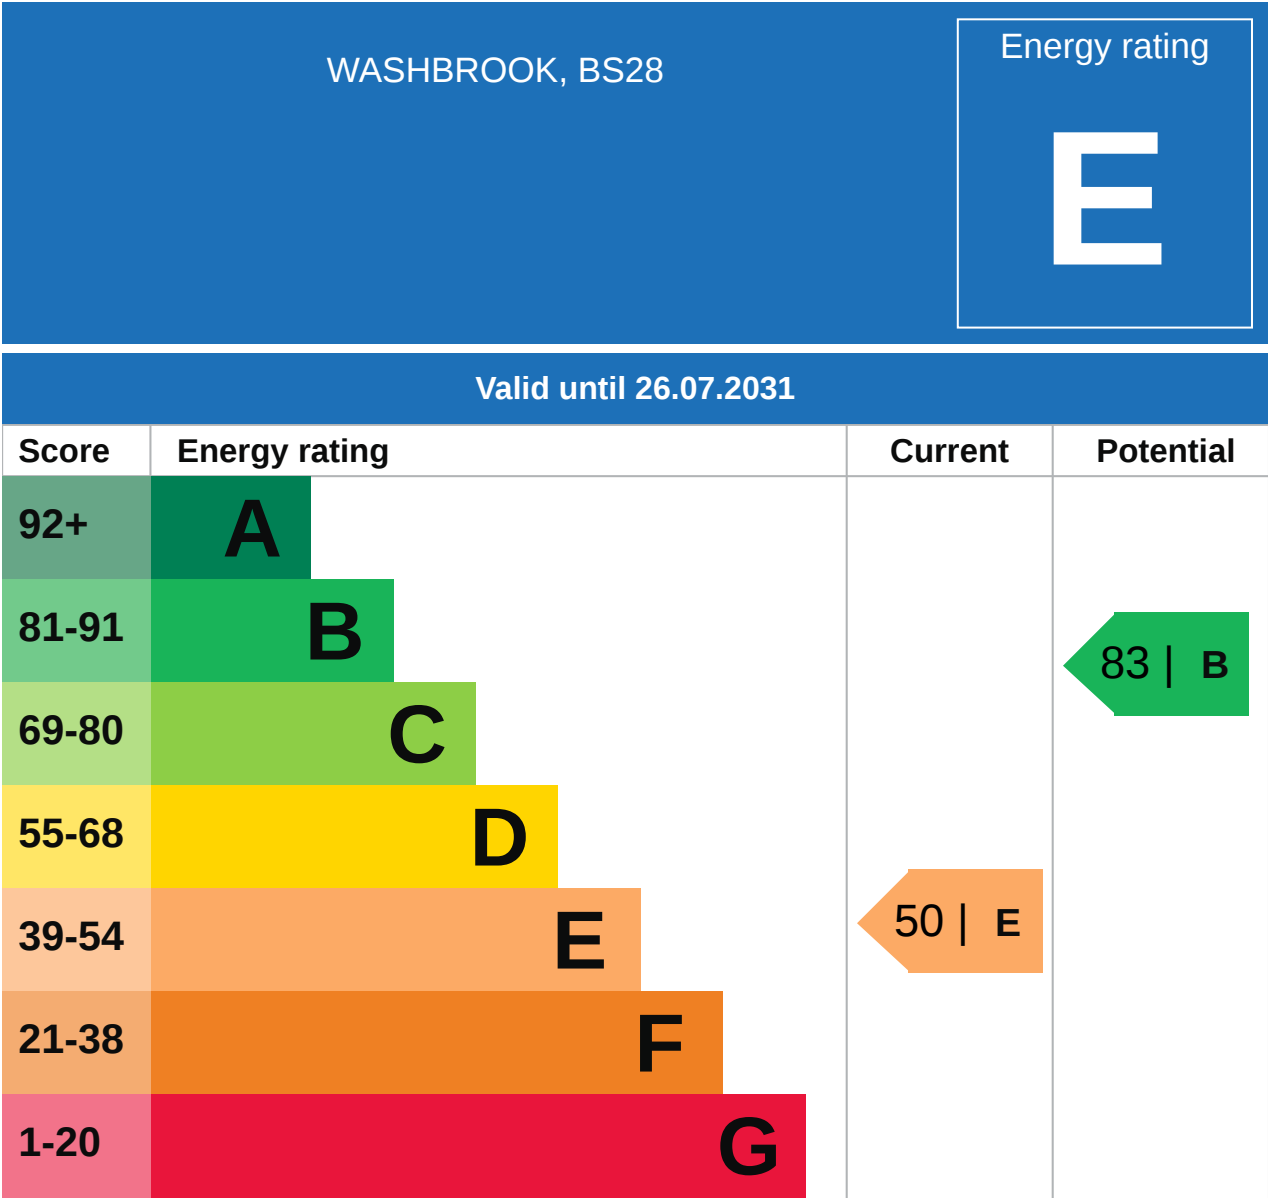 WASHBROOK, BS28
Energy rating
E
Valid until 26.07.2031
Score Energy rating Current Potential
92+ A
81-91 B
83 | B
69-80 C
55-68 D
39-54 E
50 | E
21-38 F
1-20 G